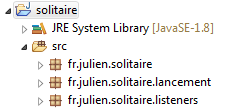 solitaire
JRE System Library [JavaSE-1.8]
src
fr.julien.solitaire
fr.julien.solitaire.lancement
fr.julien.solitaire.listeners